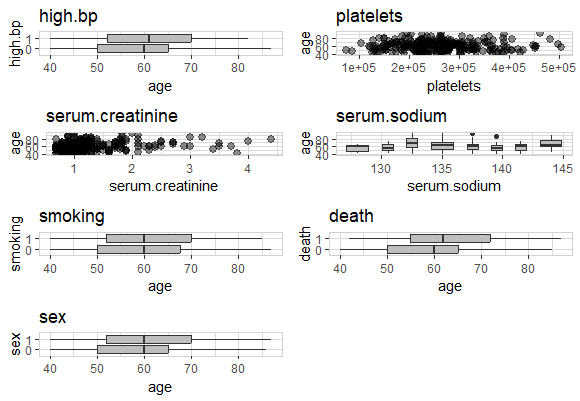 high.bp
high.bp
1
0
50 60 70 80
age
platelets
age
80
60
40
1e+05 2e+05 3e+05 4e+05 5e+05
platelets
serum.creatinine
age
80
60
40
1 2 3 4
serum.creatinine
serum.sodium
age
80
60
40
130 135 140 145
serum.sodium
smoking
smoking
1
0
40 50 60 70 80
age
death
death
1
0
40 50 60 70 80
age
sex
sex
1
0
40 50 60 70 80
age